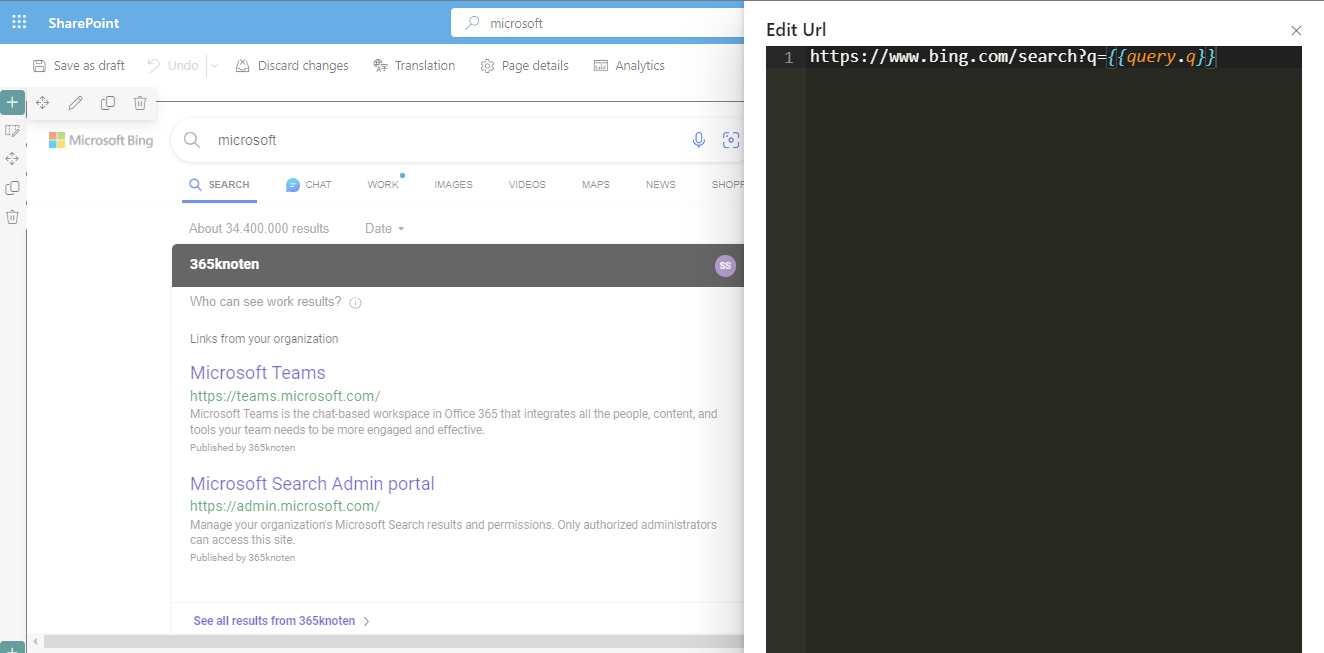 SharePoint
microsoft
Save as draft
Undo
Discard changes
Translation
Page details
Analytics
Microsoft Bing
microsoft
SEARCH
CHAT
WORK
IMAGES
VIDEOS
MAPS
NEWS
SHOPP
About 34.400.000 results
Date
365knoten
SS
Who can see work results?
Links from your organization
Microsoft Teams
https://teams.microsoft.com/
Microsoft Teams is the chat-based workspace in Office 365 that integrates all the people, content, and
tools your team needs to be more engaged and effective.
Published by 365knoten
Microsoft Search Admin portal
https://admin.microsoft.com/
Manage your organization's Microsoft Search results and permissions. Only authorized administrators
can access this site.
Published by 365knoten
See all results from 365knoten
Edit Url
1 https://www.bing.com/search?q={{query.q}}